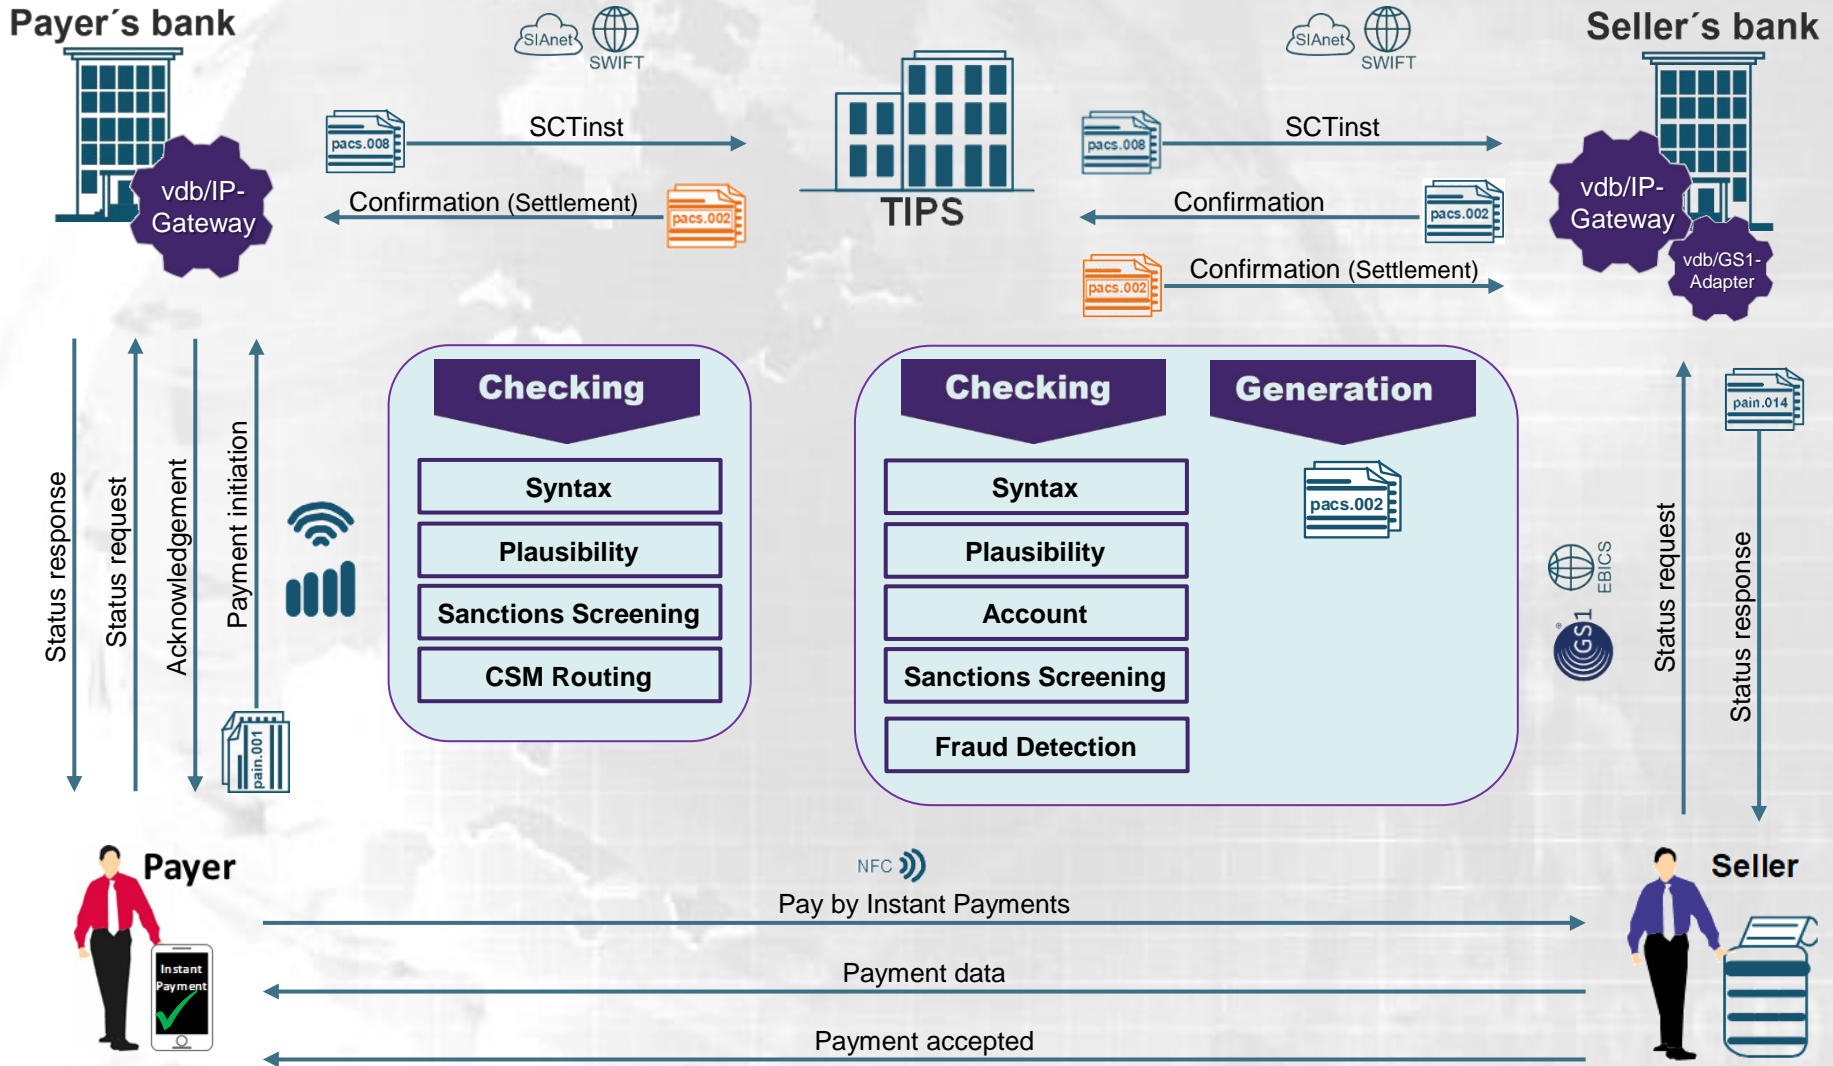 Payer´s bank
SIAnet
SWIFT
SIAnet
SWIFT
Seller´s bank
pacs.008
SCTinst
pacs.008
SCTinst
vdb/IP-
Gateway
Confirmation (Settlement)
pacs.002
TIPS
Confirmation
pacs.002
vdb/IP-
Gateway
pacs.002
Confirmation (Settlement)
vdb/GS1-
Adapter
Status response
Status request
Acknowledgement
Payment initiation
pain.001
Checking
Syntax
Plausibility
Sanctions Screening
CSM Routing
Checking
Syntax
Plausibility
Account
Sanctions Screening
Fraud Detection
Generation
pacs.002
EBICS
GS1
®
Status request
pain.014
Status response
Payer
Instant
Payment
NFC
Pay by Instant Payments
Payment data
Payment accepted
Seller